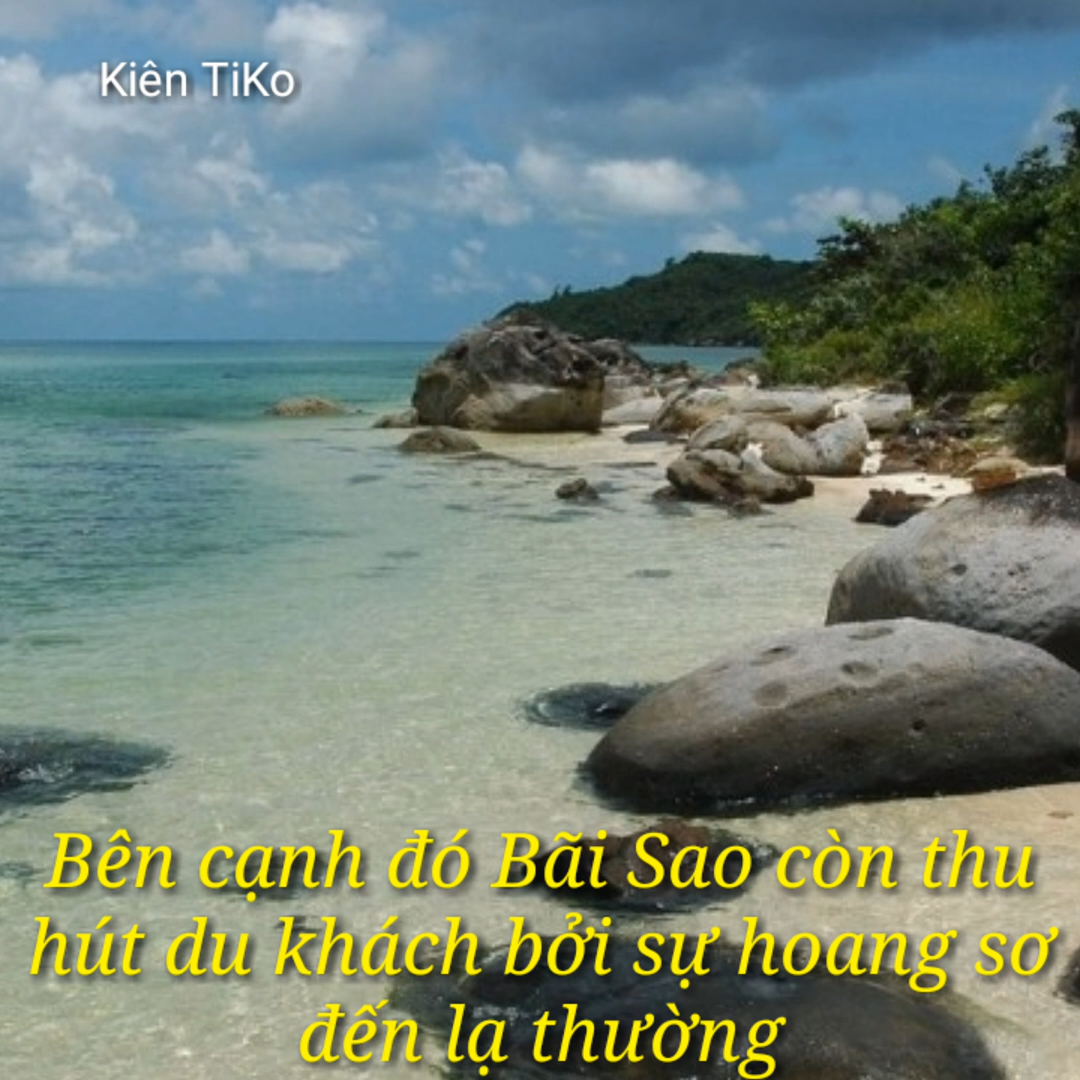 Kiên TiKo
Bên cạnh đó Bãi Sao còn thu
hút du khách bởi sự hoang sơ
đến lạ thường